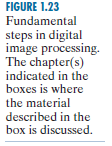 FIGURE 1.23
Fundamental
steps in digital
image processing.
The chapter(s)
indicated in the
boxes is where
the material
described in the
box is discussed.